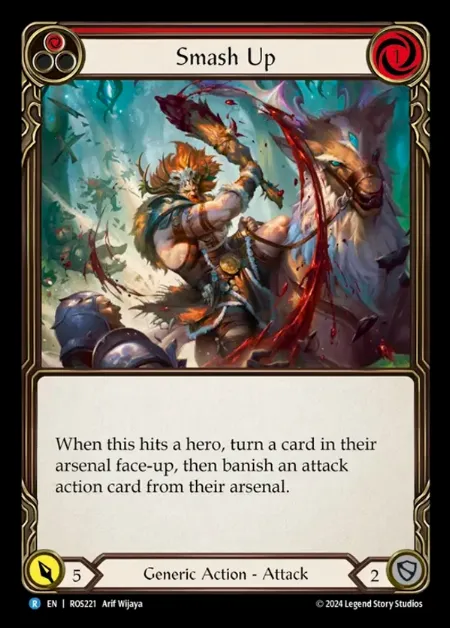 Smash Up
1
When this hits a hero, turn a card in their
arsenal face-up, then banish an attack
action card from their arsenal.
5
Generic Action - Attack
2
R EN | ROS221 Arif Wijaya
© 2024 Legend Story Studios